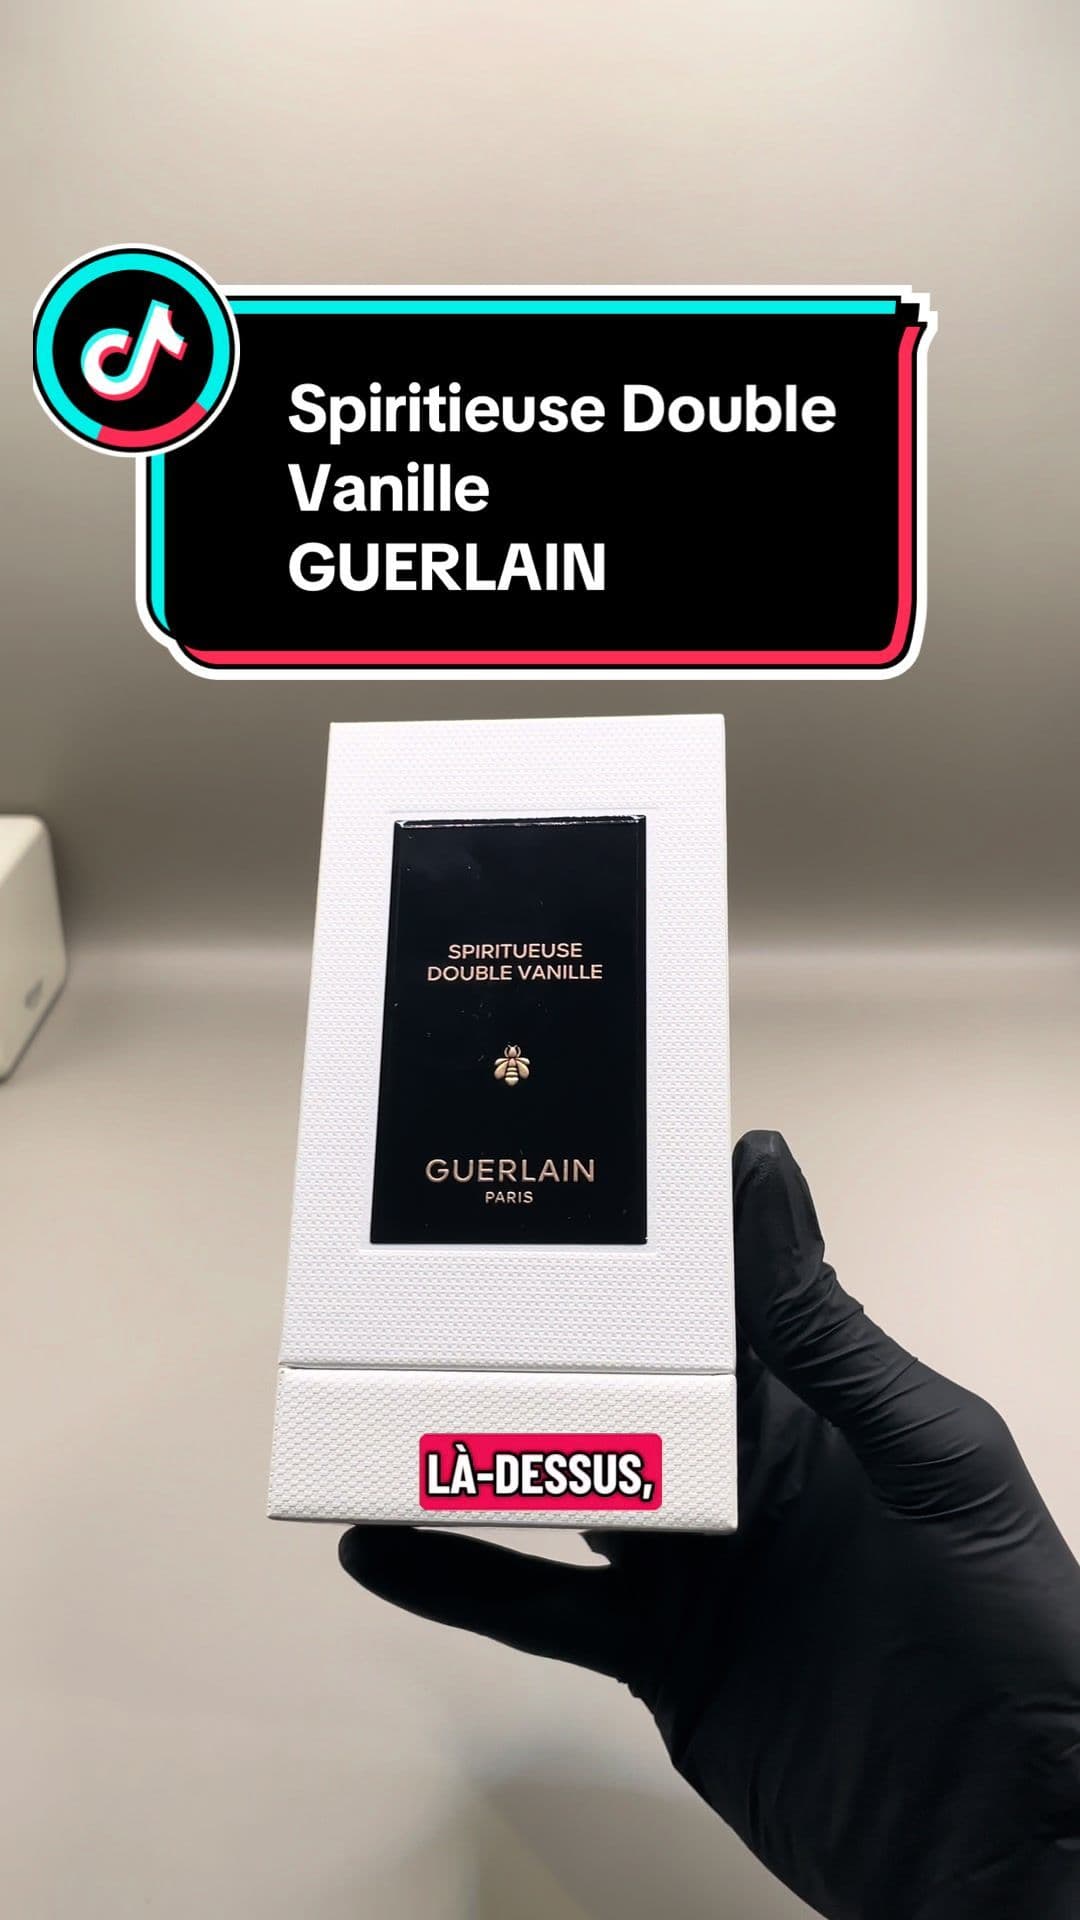 Spiritieuse Double
Vanille
GUERLAIN
SPIRITUEUSE
DOUBLE VANILLE
GUERLAIN
PARIS
LÀ-DESSUS,